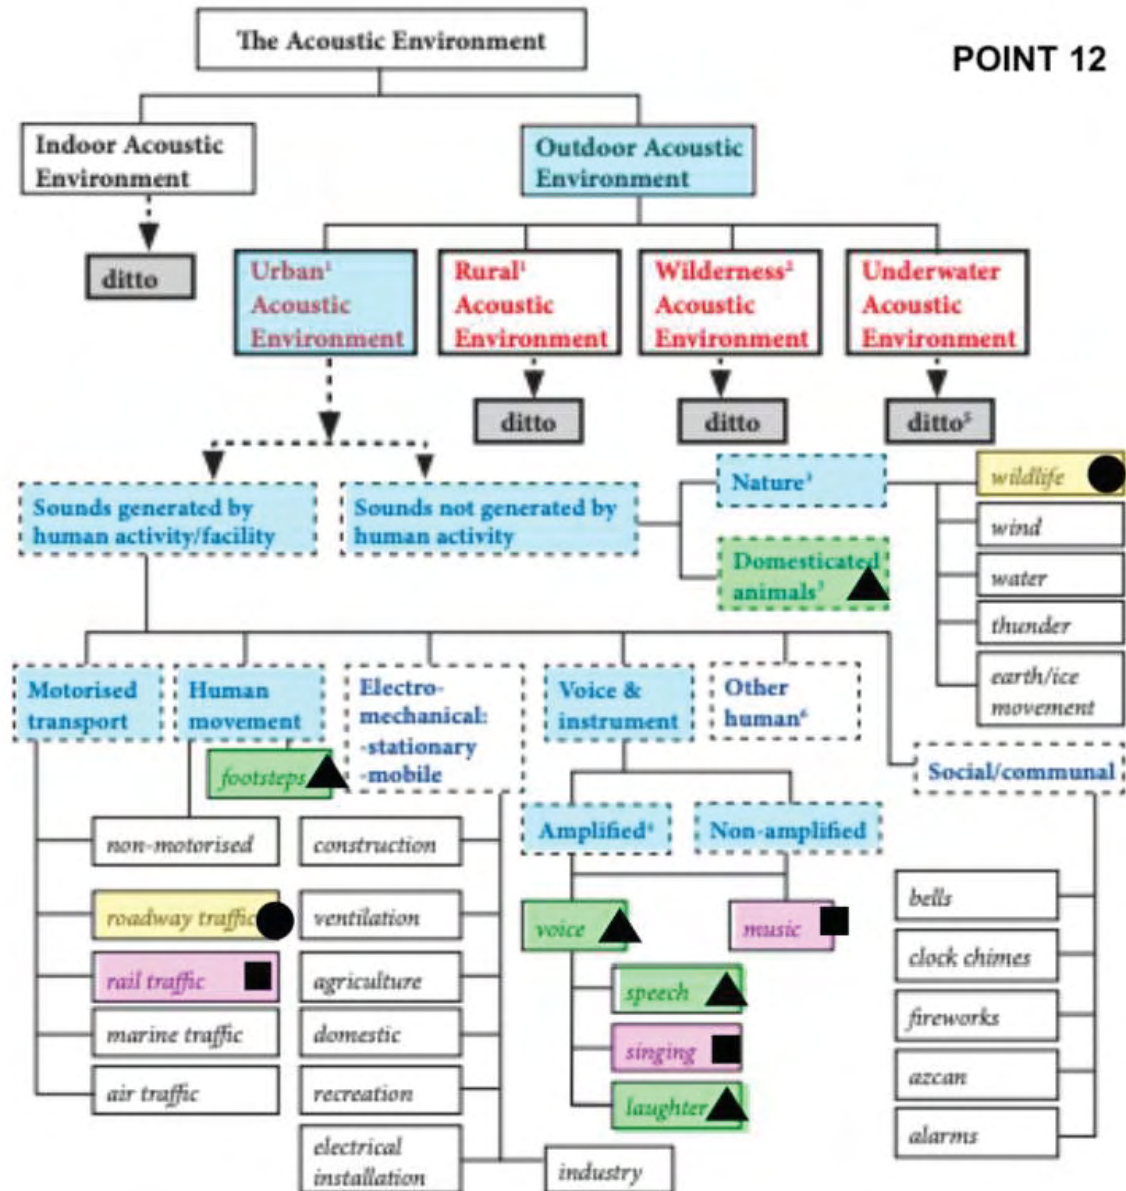 The Acoustic Environment
POINT 12
Indoor Acoustic
Environment
Outdoor Acoustic
Environment
ditto
Urban¹
Acoustic
Environment
Rural¹
Acoustic
Environment
Wilderness²
Acoustic
Environment
Underwater
Acoustic
Environment
ditto
ditto
ditto⁵
Sounds generated by
human activity/facility
Sounds not generated by
human activity
Nature³
Domesticated
animals³
wildlife
wind
water
thunder
earth/ice
movement
Motorised
transport
Human
movement
Electro-
mechanical:
-stationary
-mobile
Voice &
instrument
Other
human⁶
Social/communal
footsteps
non-motorised
roadway traffic
rail traffic
marine traffic
air traffic
construction
ventilation
agriculture
domestic
recreation
electrical
installation
industry
Amplified⁴
Non-amplified
voice
music
speech
singing
laughter
bells
clock chimes
fireworks
azcan
alarms